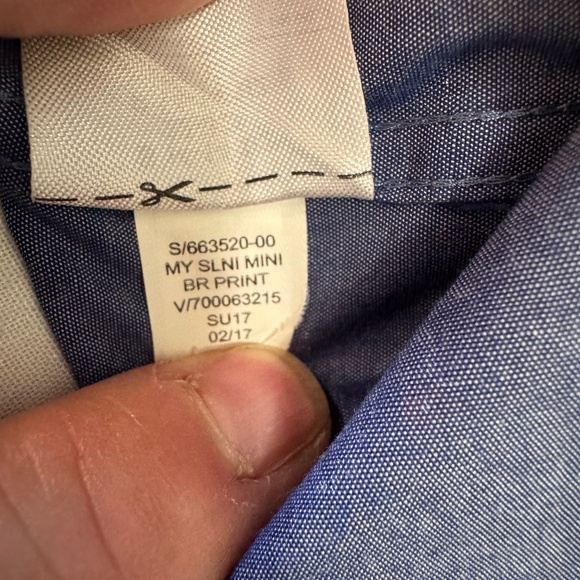 S/663520-00
MY SLNI MINI
BR PRINT
V/700063215
SU17
02/17